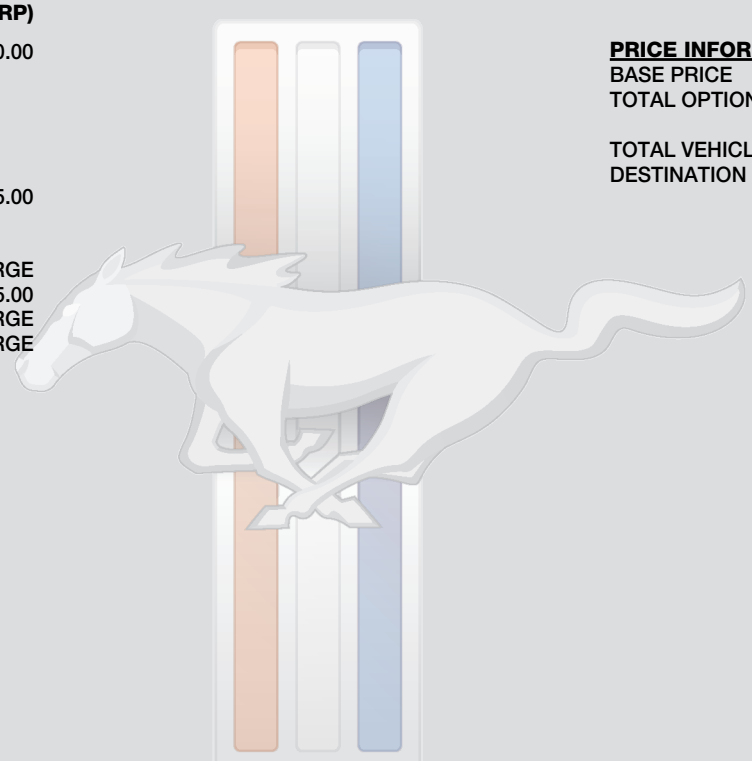 RP)
0.00
5.00
RGE
5.00
RGE
RGE
PRICE INFOR
BASE PRICE
TOTAL OPTION
TOTAL VEHICL
DESTINATION